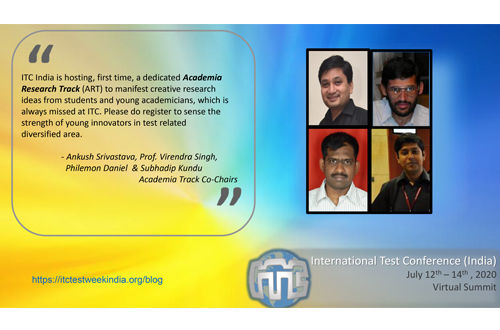 “
ITC India is hosting, first time, a dedicated Academia
Research Track (ART) to manifest creative research
ideas from students and young academicians, which is
always missed at ITC. Please do register to sense the
strength of young innovators in test related
diversified area.
- Ankush Srivastava, Prof. Virendra Singh,
Philemon Daniel & Subhadip Kundu
Academia Track Co-Chairs
”
International Test Conference (India)
July 12th – 14th , 2020
Virtual Summit
https://itctestweekindia.org/blog